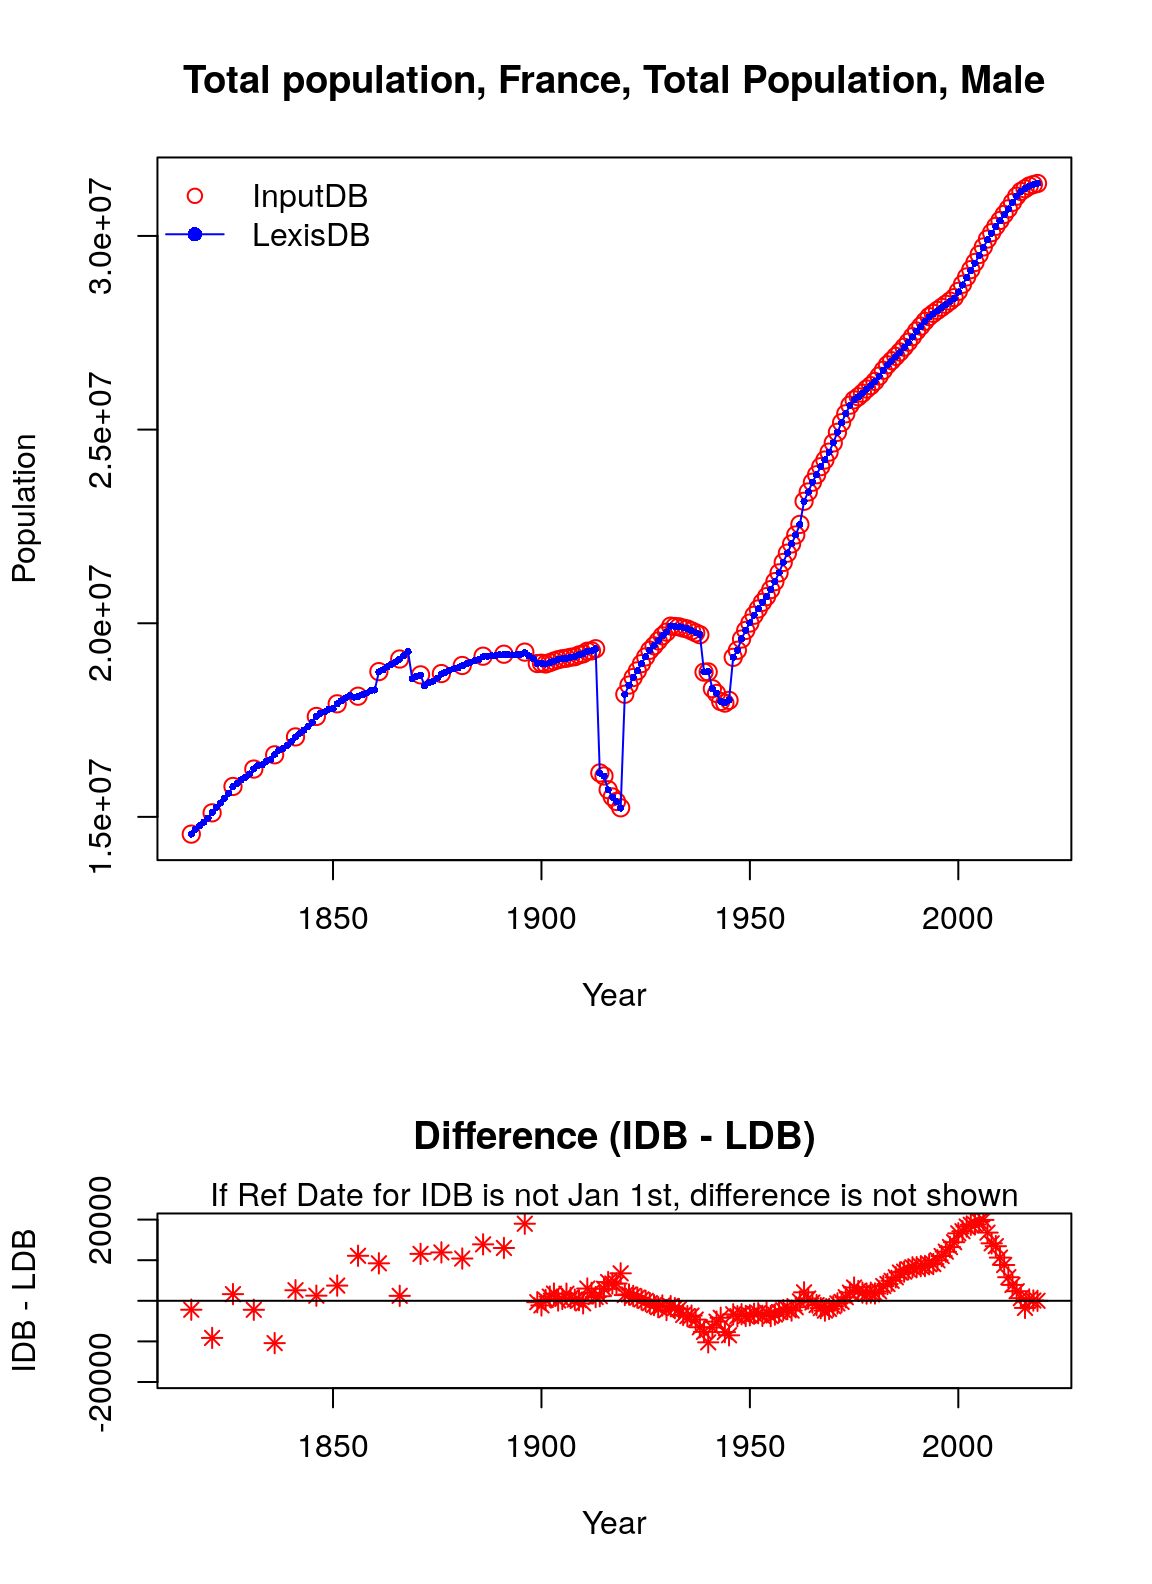 Total population, France, Total Population, Male
InputDB
LexisDB
Population
3.0e+07
2.5e+07
2.0e+07
1.5e+07
1850 1900 1950 2000
Year
Difference (IDB - LDB)
If Ref Date for IDB is not Jan 1st, difference is not shown
IDB - LDB
20000
-20000
1850 1900 1950 2000
Year